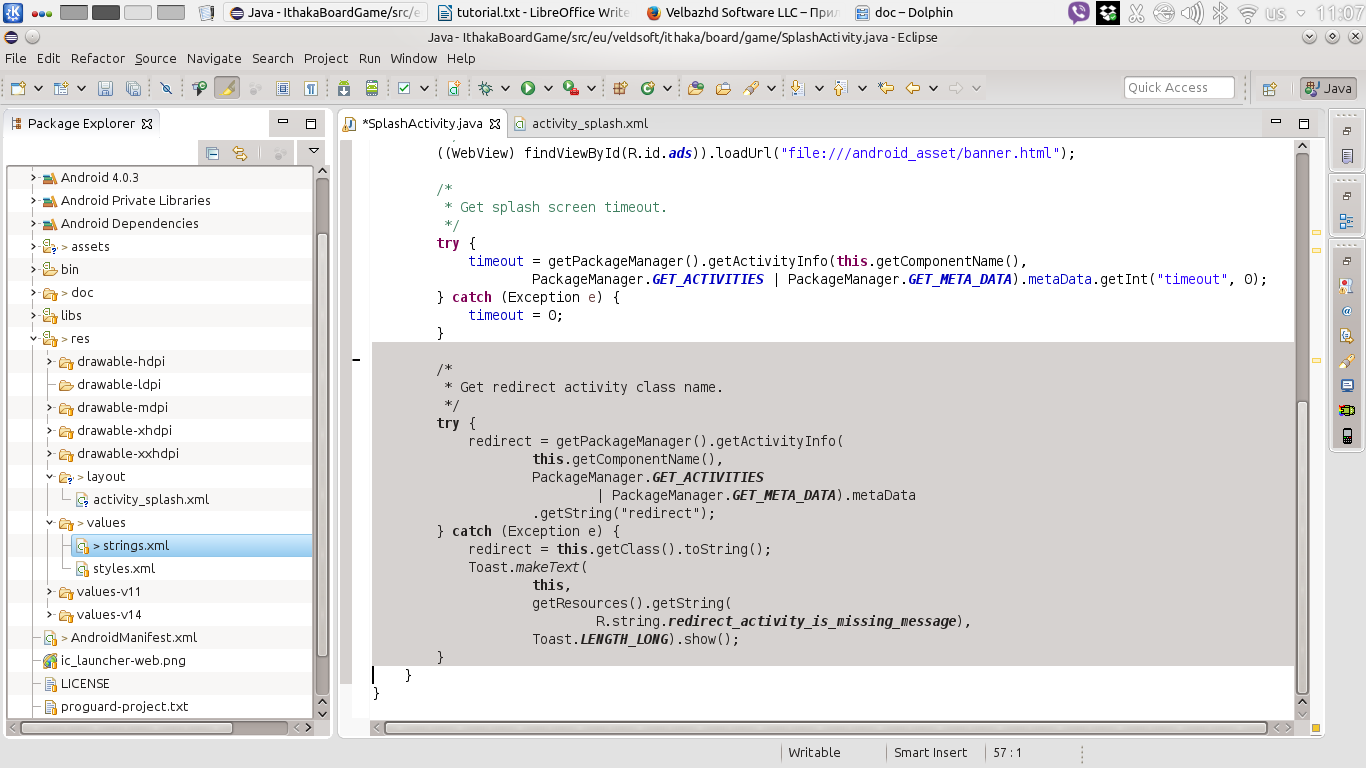 Java - IthakaBoardGame/src/e
tutorial.txt - LibreOffice Write
Velbazhd Software LLC – При
doc – Dolphin
us
11:07
Java - IthakaBoardGame/src/eu/veldsoft/ithaka/board/game/SplashActivity.java - Eclipse
File Edit Refactor Source Navigate Search Project Run Window Help
Quick Access
Java
Package Explorer
*SplashActivity.java
activity_splash.xml
Android 4.0.3
Android Private Libraries
Android Dependencies
> assets
bin
> doc
libs
> res
drawable-hdpi
drawable-ldpi
drawable-mdpi
drawable-xhdpi
drawable-xxhdpi
> layout
activity_splash.xml
> values
> strings.xml
styles.xml
values-v11
values-v14
> AndroidManifest.xml
ic_launcher-web.png
LICENSE
proguard-project.txt
((WebView) findViewById(R.id.ads)).loadUrl("file:///android_asset/banner.html");
/*
* Get splash screen timeout.
*/
try {
timeout = getPackageManager().getActivityInfo(this.getComponentName(),
PackageManager.GET_ACTIVITIES | PackageManager.GET_META_DATA).metaData.getInt("timeout", 0);
} catch (Exception e) {
timeout = 0;
}
/*
* Get redirect activity class name.
*/
try {
redirect = getPackageManager().getActivityInfo(
this.getComponentName(),
PackageManager.GET_ACTIVITIES
| PackageManager.GET_META_DATA).metaData
.getString("redirect");
} catch (Exception e) {
redirect = this.getClass().toString();
Toast.makeText(
this,
getResources().getString(
R.string.redirect_activity_is_missing_message),
Toast.LENGTH_LONG).show();
}
}
}
Writable
Smart Insert
57 : 1